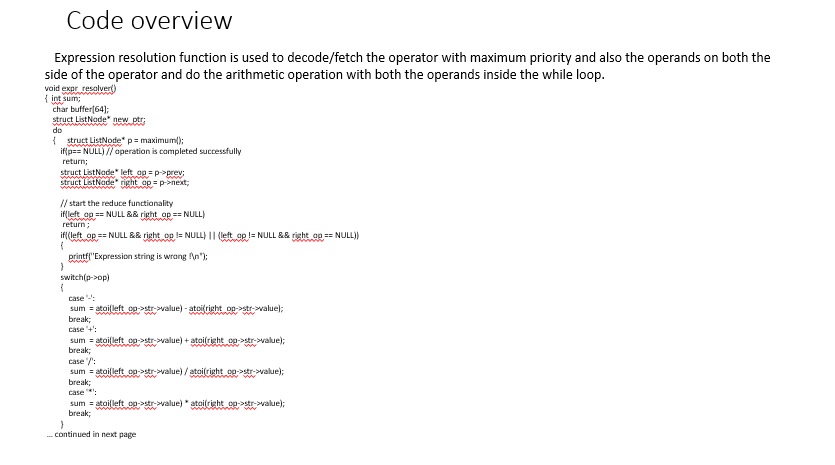 Code overview
Expression resolution function is used to decode/fetch the operator with maximum priority and also the operands on both the
side of the operator and do the arithmetic operation with both the operands inside the while loop.
void expr_resolver()
{ int sum;
char buffer[64];
struct ListNode* new_ptr;
do
{ struct ListNode* p = maximum();
if(p== NULL) // operation is completed successfully
return;
struct ListNode* left_op = p->prev;
struct ListNode* right_op = p->next;
// start the reduce functionality
if(left_op == NULL && right_op == NULL)
return ;
if((left_op == NULL && right_op != NULL) || (left_op != NULL && right_op == NULL))
{
printf("Expression string is wrong !\n");
}
switch(p->op)
{
case '-':
sum = atoi(left_op->str->value) - atoi(right_op->str->value);
break;
case '+':
sum = atoi(left_op->str->value) + atoi(right_op->str->value);
break;
case '/':
sum = atoi(left_op->str->value) / atoi(right_op->str->value);
break;
case '*':
sum = atoi(left_op->str->value) * atoi(right_op->str->value);
break;
}
... continued in next page